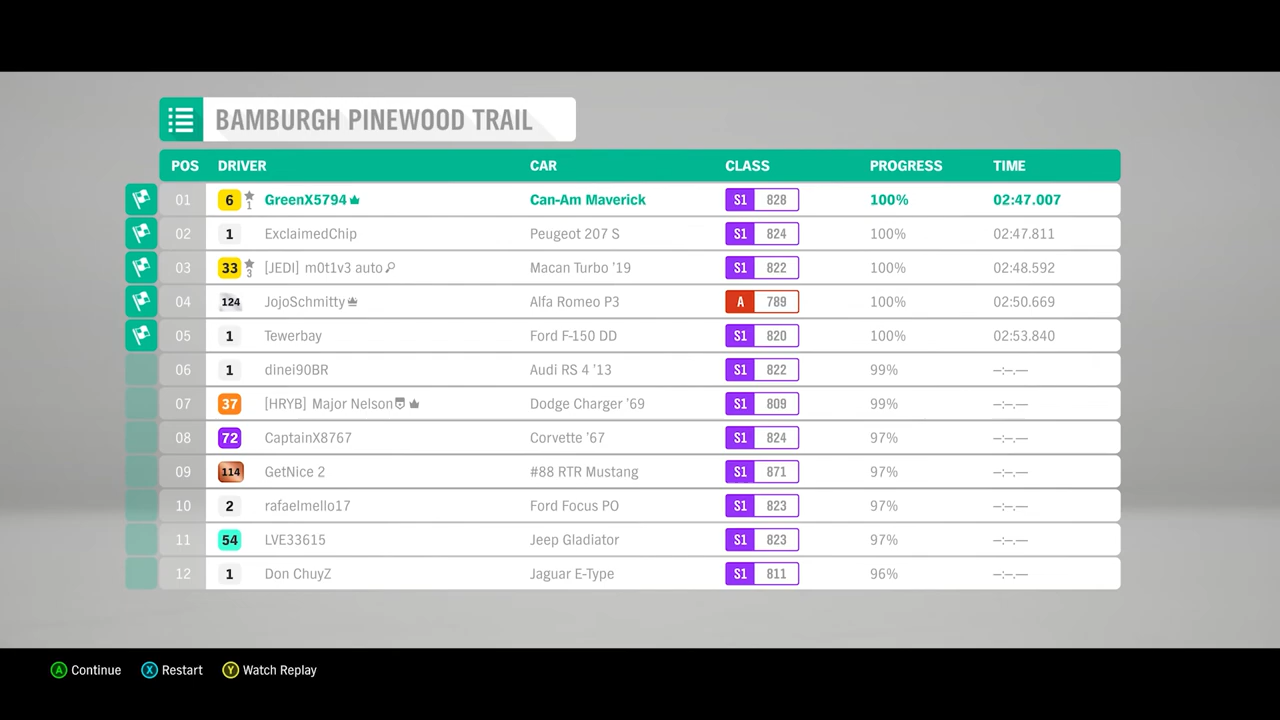 BAMBURGH PINEWOOD TRAIL
POS DRIVER CAR CLASS PROGRESS TIME
01 6 1 GreenX5794 Can-Am Maverick S1 828 100% 02:47.007
02 1 ExclaimedChip Peugeot 207 S S1 824 100% 02:47.811
03 33 3 [JEDI] m0t1v3 auto Macan Turbo '19 S1 822 100% 02:48.592
04 124 JojoSchmitty Alfa Romeo P3 A 789 100% 02:50.669
05 1 Tewerbay Ford F-150 DD S1 820 100% 02:53.840
06 1 dinei90BR Audi RS 4 '13 S1 822 99% –:–.––
07 37 [HRYB] Major Nelson Dodge Charger '69 S1 809 99% –:–.––
08 72 CaptainX8767 Corvette '67 S1 824 97% –:–.––
09 114 GetNice 2 #88 RTR Mustang S1 871 97% –:–.––
10 2 rafaelmello17 Ford Focus PO S1 823 97% –:–.––
11 54 LVE33615 Jeep Gladiator S1 823 97% –:–.––
12 1 Don ChuyZ Jaguar E-Type S1 811 96% –:–.––
A Continue X Restart Y Watch Replay